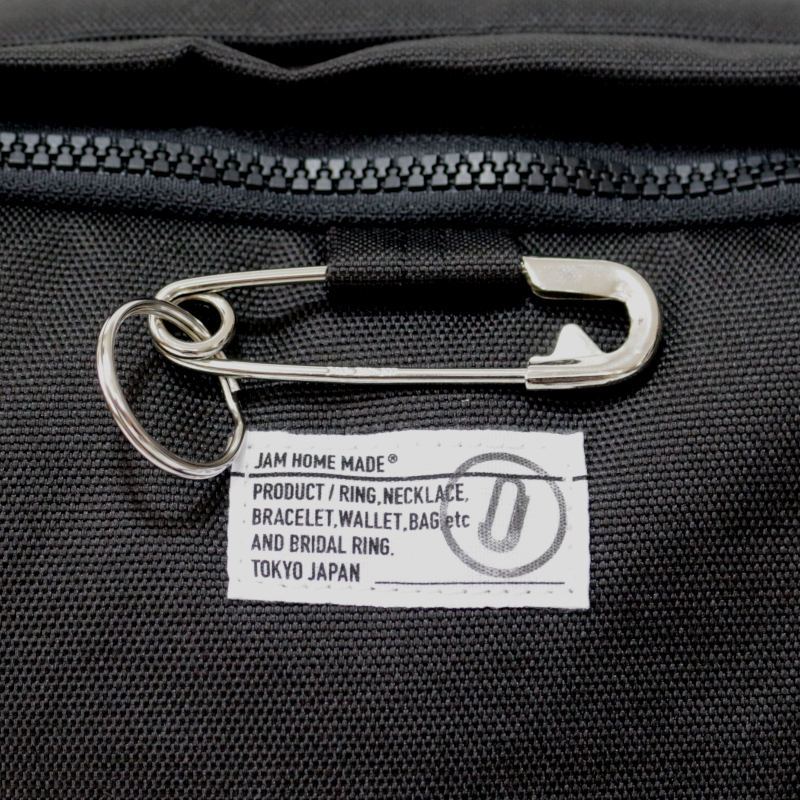 JAM HOME MADE®
PRODUCT / RING, NECKLACE,
BRACELET, WALLET, BAG etc
AND BRIDAL RING.
TOKYO JAPAN